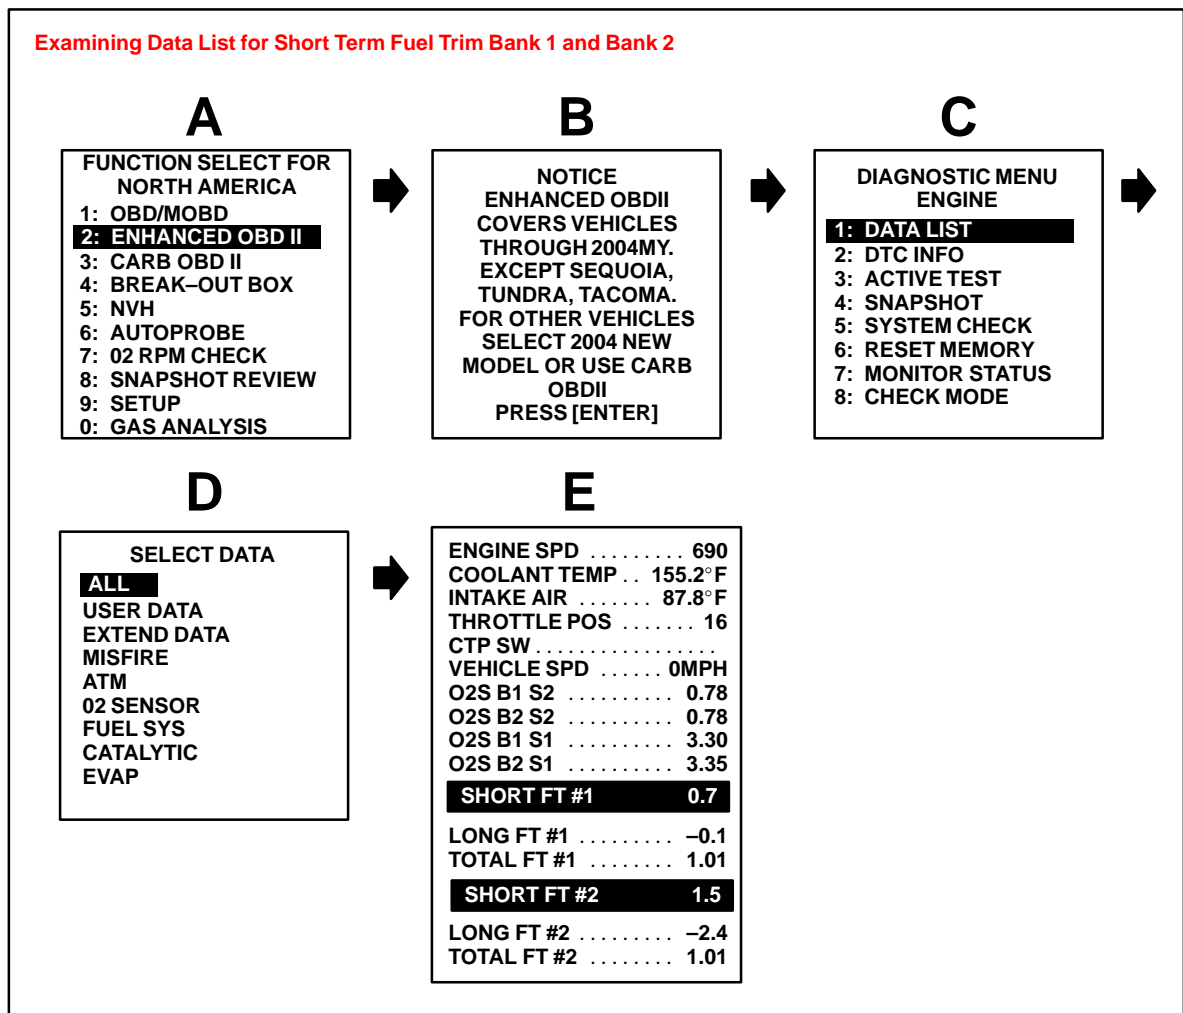 Examining Data List for Short Term Fuel Trim Bank 1 and Bank 2
A
FUNCTION SELECT FOR
NORTH AMERICA
1: OBD/MOBD
2: ENHANCED OBD II
3: CARB OBD II
4: BREAK–OUT BOX
5: NVH
6: AUTOPROBE
7: 02 RPM CHECK
8: SNAPSHOT REVIEW
9: SETUP
0: GAS ANALYSIS
B
NOTICE
ENHANCED OBDII
COVERS VEHICLES
THROUGH 2004MY.
EXCEPT SEQUOIA,
TUNDRA, TACOMA.
FOR OTHER VEHICLES
SELECT 2004 NEW
MODEL OR USE CARB
OBDII
PRESS [ENTER]
C
DIAGNOSTIC MENU
ENGINE
1: DATA LIST
2: DTC INFO
3: ACTIVE TEST
4: SNAPSHOT
5: SYSTEM CHECK
6: RESET MEMORY
7: MONITOR STATUS
8: CHECK MODE
D
SELECT DATA
ALL
USER DATA
EXTEND DATA
MISFIRE
ATM
02 SENSOR
FUEL SYS
CATALYTIC
EVAP
E
ENGINE SPD ......... 690
COOLANT TEMP .. 155.2°F
INTAKE AIR ....... 87.8°F
THROTTLE POS ....... 16
CTP SW .................
VEHICLE SPD ...... 0MPH
O2S B1 S2 .......... 0.78
O2S B2 S2 .......... 0.78
O2S B1 S1 .......... 3.30
O2S B2 S1 .......... 3.35
SHORT FT #1 0.7
LONG FT #1 ......... –0.1
TOTAL FT #1 ........ 1.01
SHORT FT #2 1.5
LONG FT #2 ......... –2.4
TOTAL FT #2 ........ 1.01